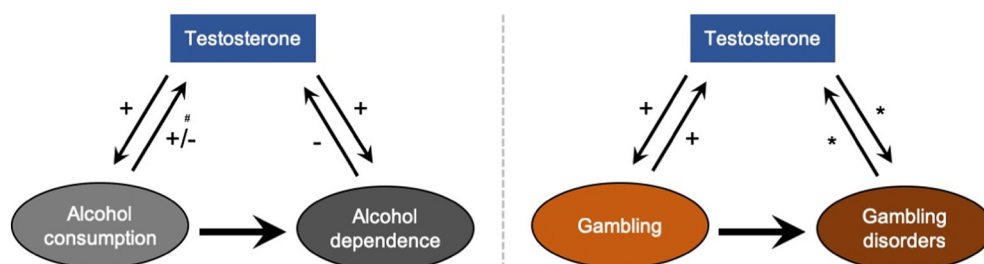 Testosterone
+
#
+/-
+
-
Alcohol
consumption
Alcohol
dependence
Testosterone
+
+
*
*
Gambling
Gambling
disorders